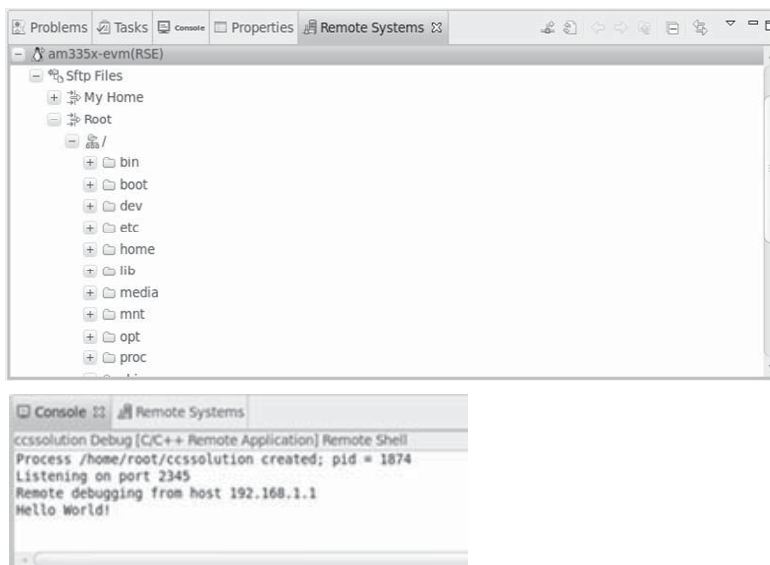 Problems Tasks Console Properties Remote Systems
am335x-evm(RSE)
Sftp Files
My Home
Root
/
bin
boot
dev
etc
home
lib
media
mnt
opt
proc
Console Remote Systems
ccssolution Debug [C/C++ Remote Application] Remote Shell
Process /home/root/ccssolution created; pid = 1874
Listening on port 2345
Remote debugging from host 192.168.1.1
Hello World!